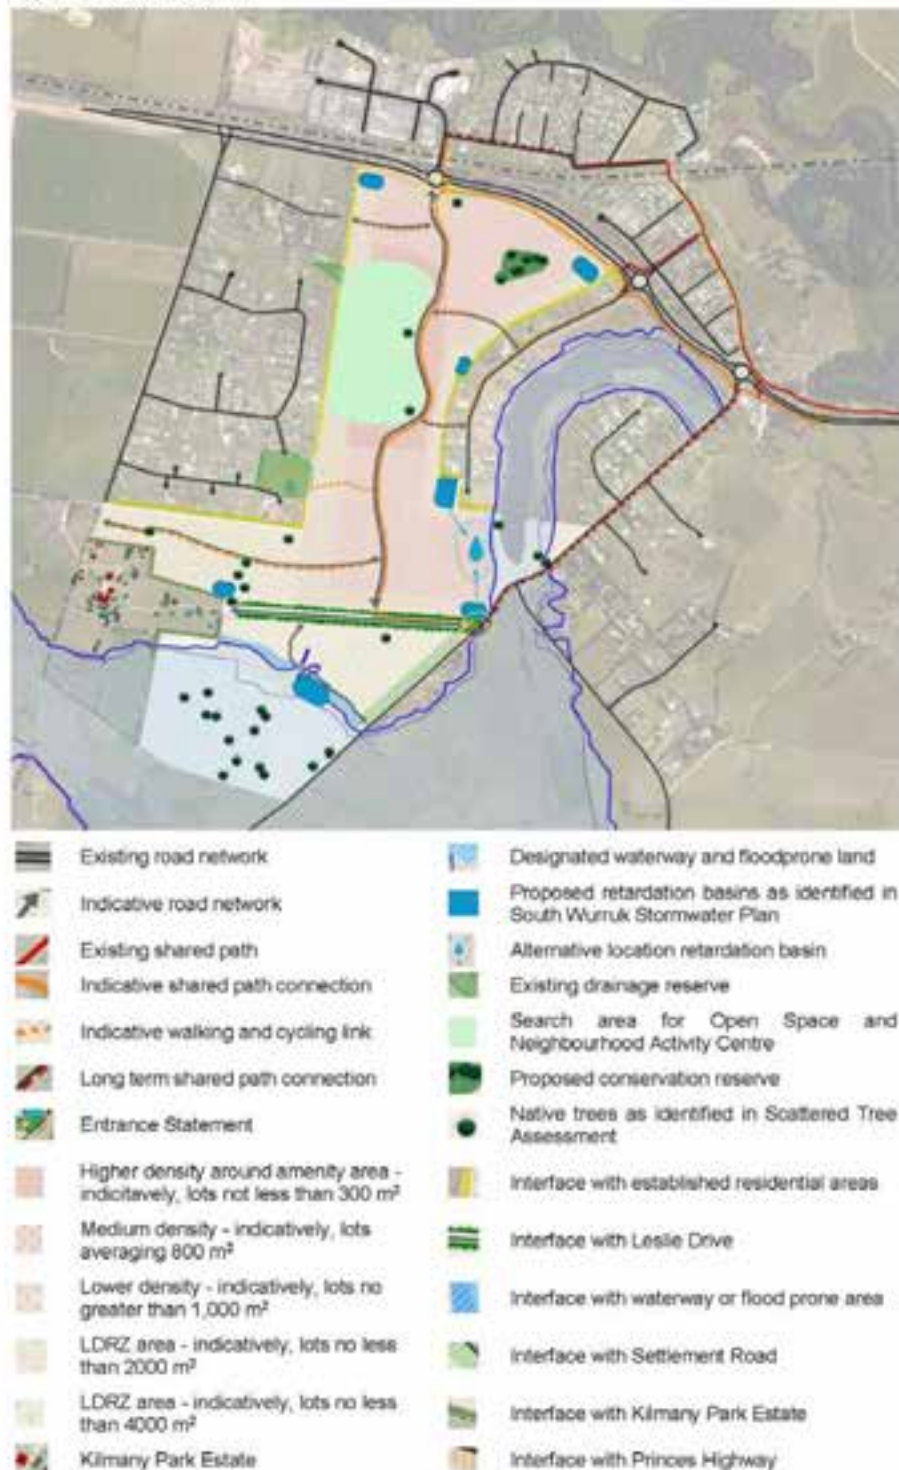 Existing road network
Indicative road network
Existing shared path
Indicative shared path connection
Indicative walking and cycling link
Long term shared path connection
Entrance Statement
Higher density around amenity area -
indicitavely, lots not less than 300 m²
Medium density - indicatively, lots
averaging 800 m²
Lower density - indicatively, lots no
greater than 1,000 m²
LDRZ area - indicatively, lots no less
than 2000 m²
LDRZ area - indicatively, lots no less
than 4000 m²
Kilmany Park Estate
Designated waterway and floodprone land
Proposed retardation basins as identified in
South Wurruk Stormwater Plan
Alternative location retardation basin
Existing drainage reserve
Search area for Open Space and
Neighbourhood Activity Centre
Proposed conservation reserve
Native trees as identified in Scattered Tree
Assessment
Interface with established residential areas
Interface with Leslie Drive
Interface with waterway or flood prone area
Interface with Settlement Road
Interface with Kilmany Park Estate
Interface with Princes Highway